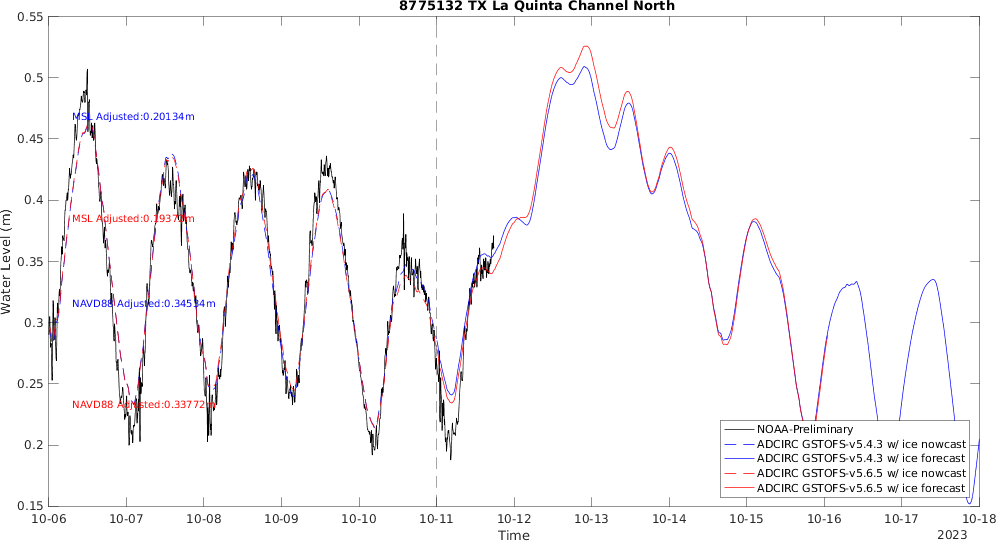 8775132 TX La Quinta Channel North
0.55
0.5
0.45
0.4
0.35
0.3
0.25
0.2
0.15
Water Level (m)
MSL Adjusted:0.20134m
MSL Adjusted:
NAVD88 Adjusted:0.34534m
NAVD88 Adjusted:0.33772m
NOAA-Preliminary
ADCIRC GSTOFS-v5.4.3 w/ ice nowcast
ADCIRC GSTOFS-v5.4.3 w/ ice forecast
ADCIRC GSTOFS-v5.6.5 w/ ice nowcast
ADCIRC GSTOFS-v5.6.5 w/ ice forecast
10-06 10-07 10-08 10-09 10-10 10-11 10-12 10-13 10-14 10-15 10-16 10-17 10-18
Time
2023